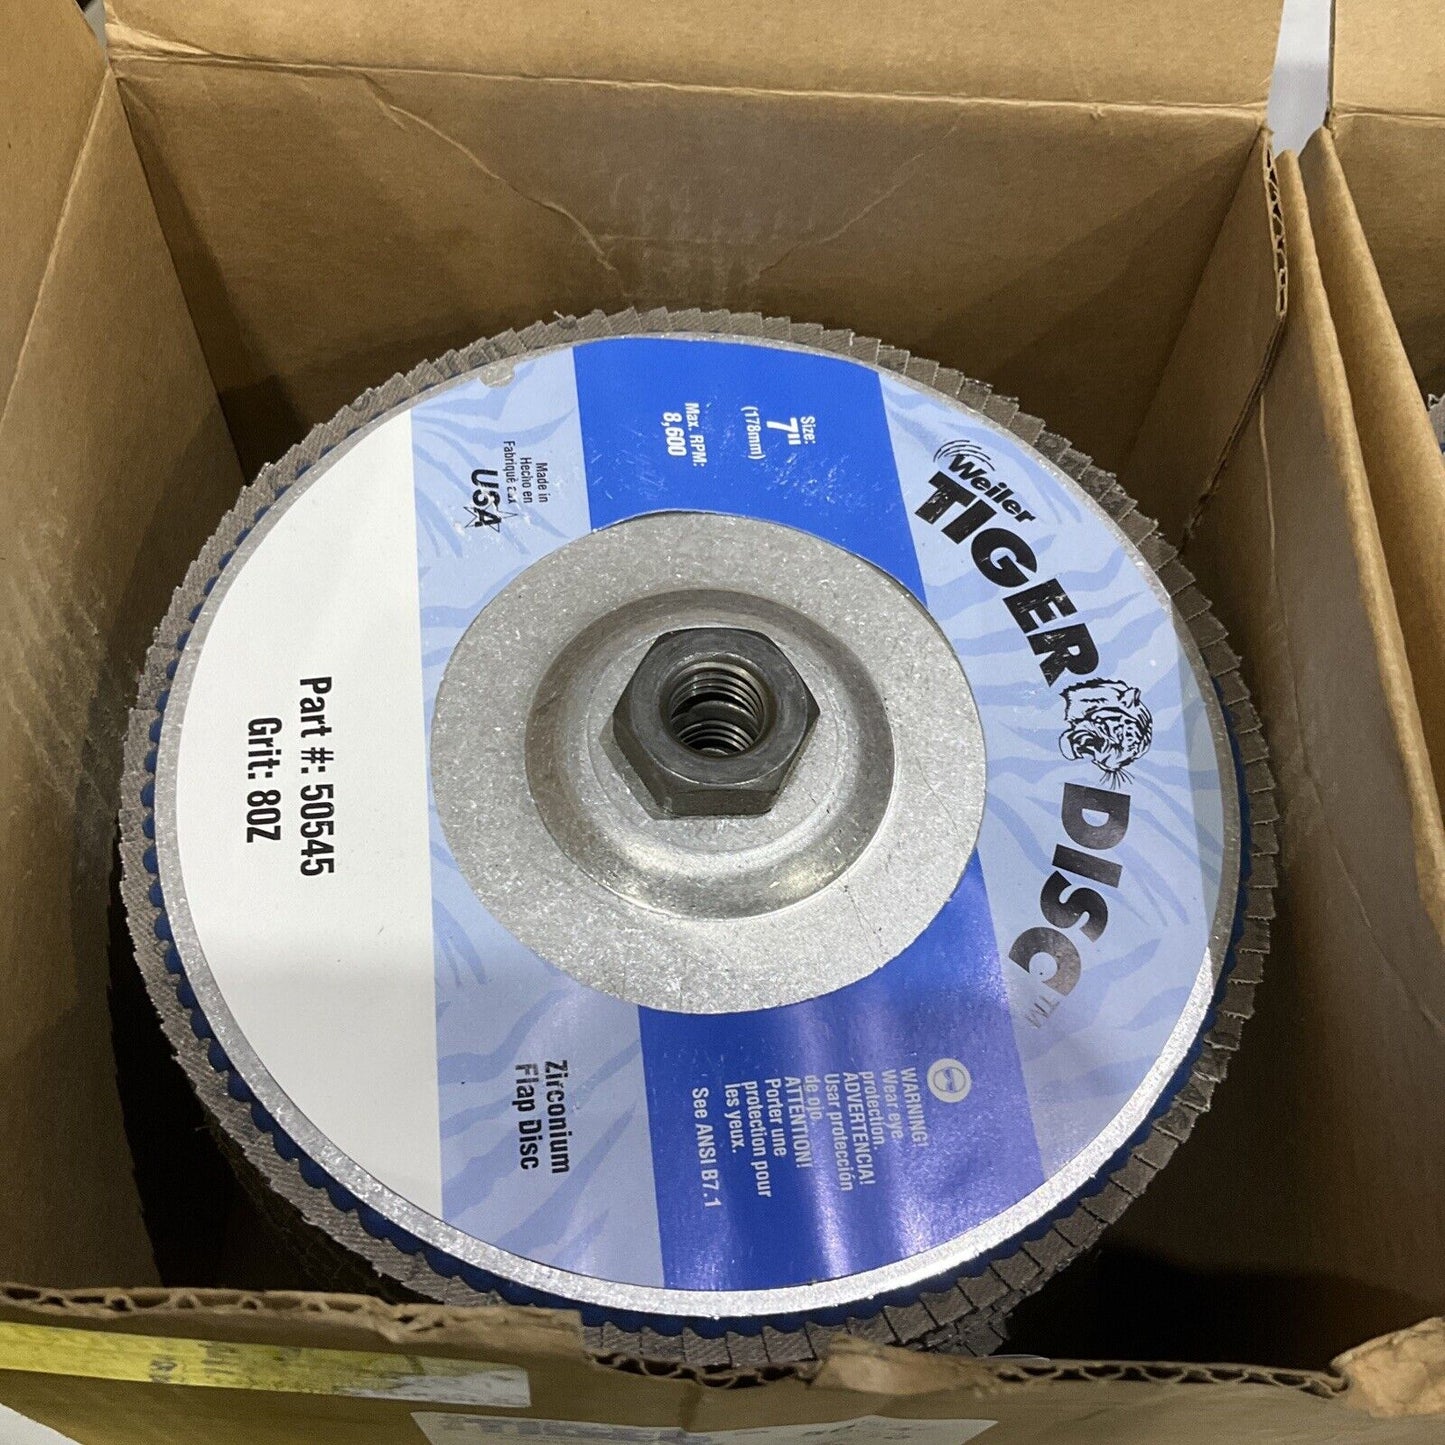 Weiler
TIGER DISC™
Size:
7"
(178mm)
Max. RPM:
8,600
Made in
Hecho en
Fabriqué
USA
WARNING!
Wear eye
protection.
ADVERTENCIA!
Usar protección
de ojo.
ATTENTION!
Porter une
protection pour
les yeux.
See ANSI B7.1
Zirconium
Flap Disc
Part #: 50545
Grit: 80Z